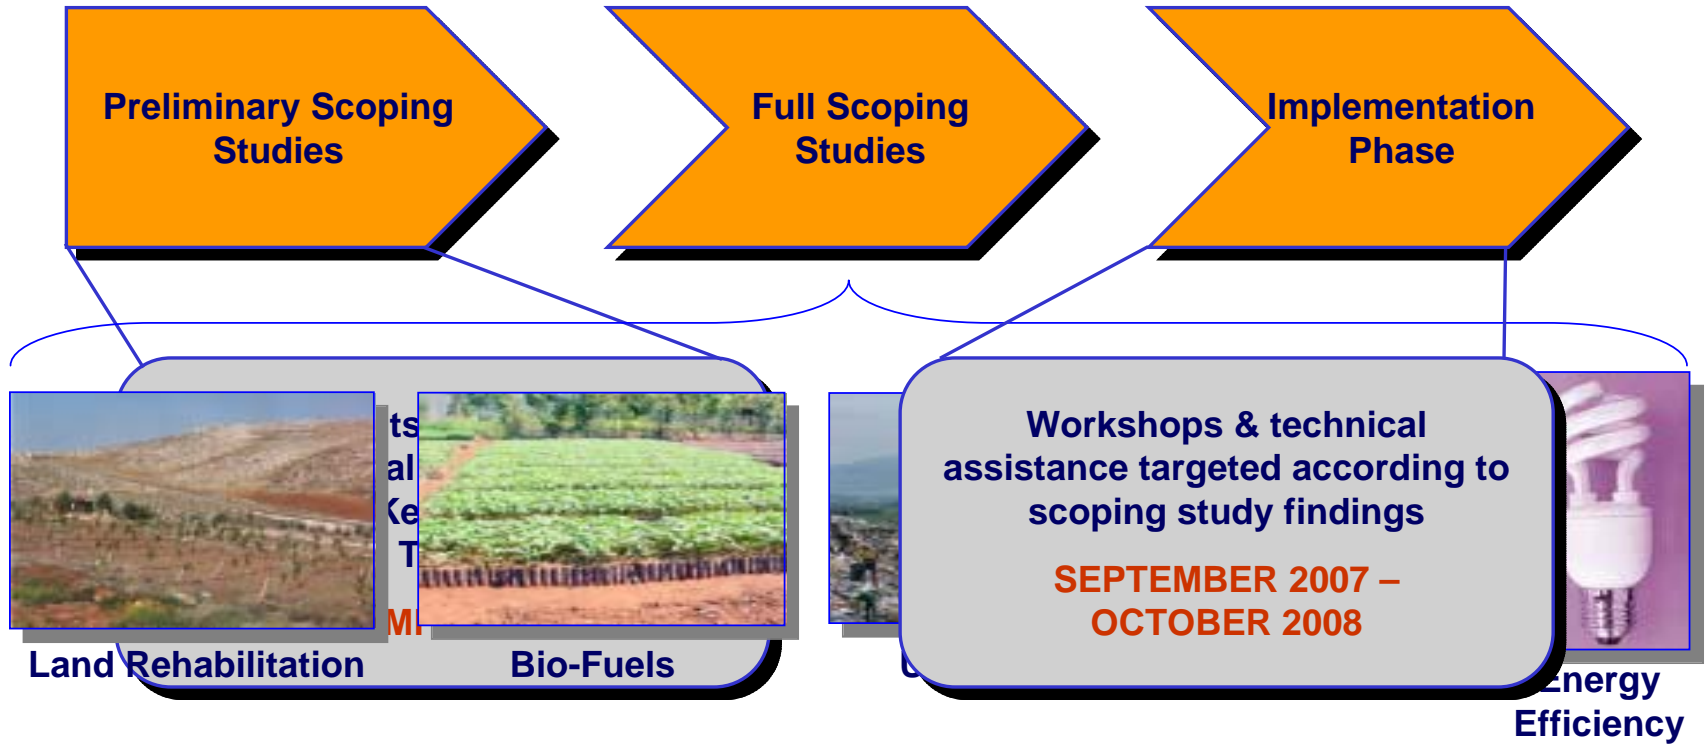 Preliminary Scoping
Studies
Full Scoping
Studies
Implementation
Phase
Workshops & technical
assistance targeted according to
scoping study findings
SEPTEMBER 2007 –
OCTOBER 2008
Land Rehabilitation
Bio-Fuels
Energy
Efficiency